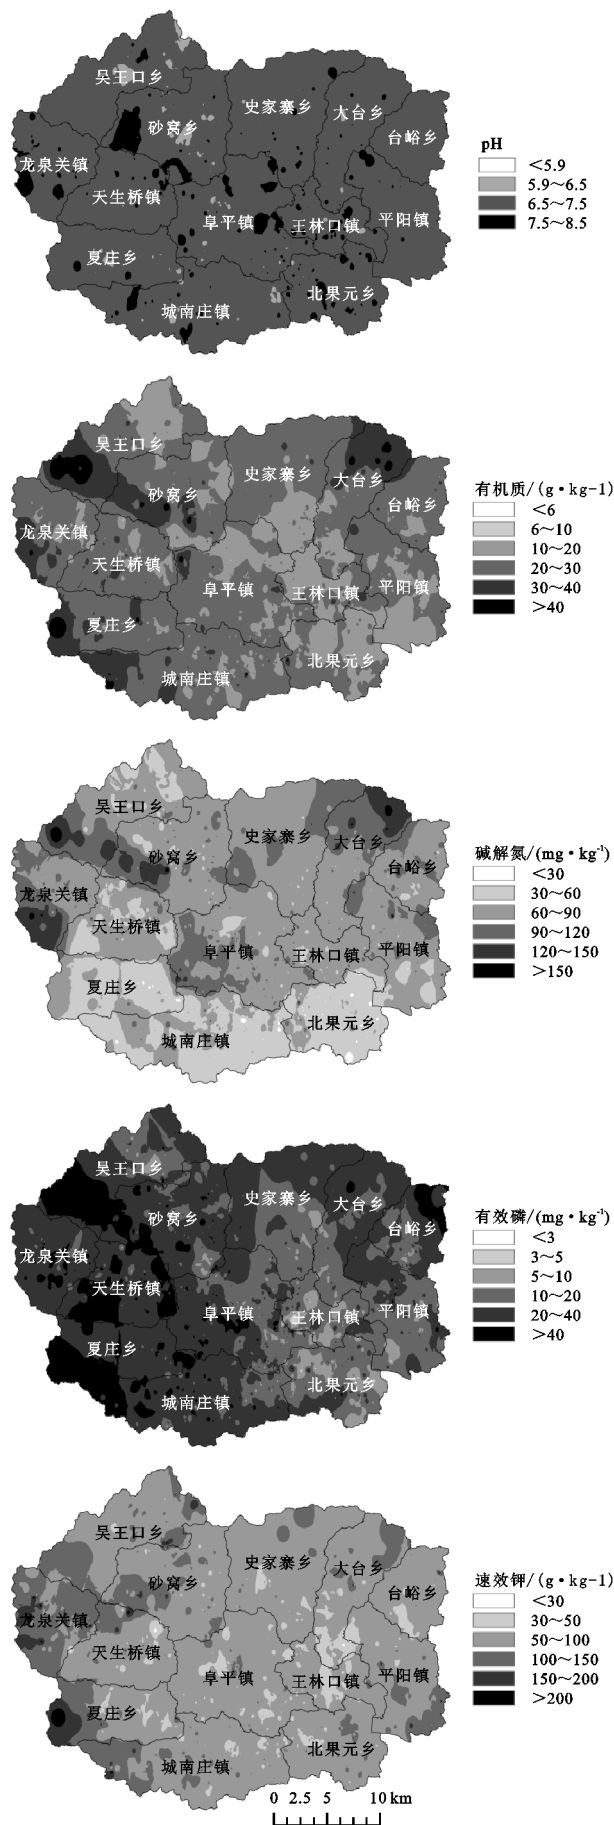 吴王口乡
史家寨乡
大台乡
砂窝乡
台峪乡
龙泉关镇
天生桥镇
阜平镇
王林口镇
平阳镇
夏庄乡
北果元乡
城南庄镇
pH
<5.9
5.9~6.5
6.5~7.5
7.5~8.5
吴王口乡
史家寨乡
大台乡
砂窝乡
台峪乡
龙泉关镇
天生桥镇
阜平镇
王林口镇
平阳镇
夏庄乡
北果元乡
城南庄镇
有机质/(g·kg-1)
<6
6~10
10~20
20~30
30~40
>40
吴王口乡
史家寨乡
大台乡
砂窝乡
台峪乡
龙泉关镇
天生桥镇
阜平镇
王林口镇
平阳镇
夏庄乡
北果元乡
城南庄镇
碱解氮/(mg·kg⁻¹)
<30
30~60
60~90
90~120
120~150
>150
吴王口乡
史家寨乡
大台乡
砂窝乡
台峪乡
龙泉关镇
天生桥镇
阜平镇
王林口镇
平阳镇
夏庄乡
北果元乡
城南庄镇
有效磷/(mg·kg⁻¹)
<3
3~5
5~10
10~20
20~40
>40
吴王口乡
史家寨乡
大台乡
砂窝乡
台峪乡
龙泉关镇
天生桥镇
阜平镇
王林口镇
平阳镇
夏庄乡
北果元乡
城南庄镇
速效钾/(g·kg-1)
<30
30~50
50~100
100~150
150~200
>200
0 2.5 5 10 km